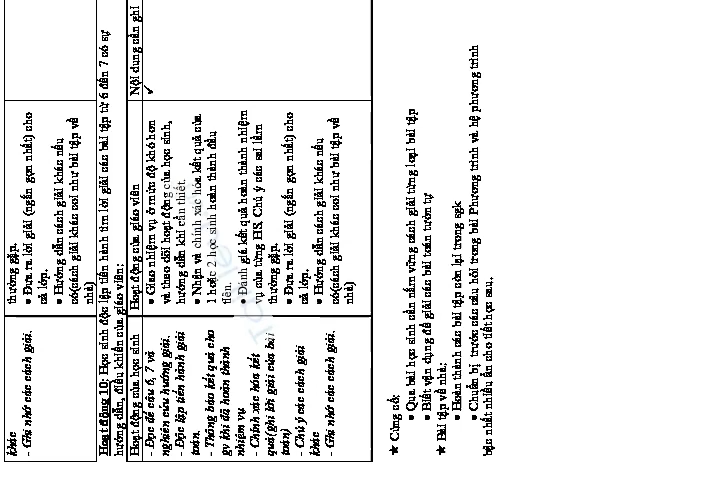 khác
- Ghi nhớ các cách giải.
thường gặp.
• Đưa ra lời giải (ngắn gọn nhất) cho
cả lớp.
• Hướng dẫn cách giải khác nếu
có(cách giải khác coi như bài tập về
nhà)
Hoạt động 10: Học sinh độc lập tiến hành tìm lời giải các bài tập từ 6 đến 7 có sự
hướng dẫn, điều khiển của giáo viên:
Hoạt động của học sinh
- Đọc đề câu 6, 7 và
nghiên cứu hướng giải.
- Độc lập tiến hành giải
toán.
- Thông báo kết quả cho
gv khi đã hoàn thành
nhiệm vụ
- Chính xác hóa kết
quả(ghi lời giải của bài
toán)
- Chú ý các cách giải
khác
- Ghi nhớ các cách giải.
Hoạt động của giáo viên
• Giao nhiệm vụ ở mức độ khó hơn
và theo dõi hoạt động của học sinh,
hướng dẫn khi cần thiết.
• Nhận và chính xác hóa kết quả của
1 hoặc 2 học sinh hoàn thành đầu
tiên.
• Đánh giá kết quả hoàn thành nhiệm
vụ của từng HS. Chú ý các sai lầm
thường gặp.
• Đưa ra lời giải (ngắn gọn nhất) cho
cả lớp.
• Hướng dẫn cách giải khác nếu
có(cách giải khác coi như bài tập về
nhà)
Nội dung cần ghi
✓
★ Củng cố:
• Qua bài học sinh cần nắm vững cách giải từng loại bài tập
• Biết vận dụng để giải các bài toán tươn tự
★ Bài tập về nhà:
• Hoàn thành các bài tập còn lại trong sgk
• Chuẩn bị trước các câu hỏi trong bài Phương trình và hệ phương trình
bậc nhất nhiều ẩn cho tiết học sau.